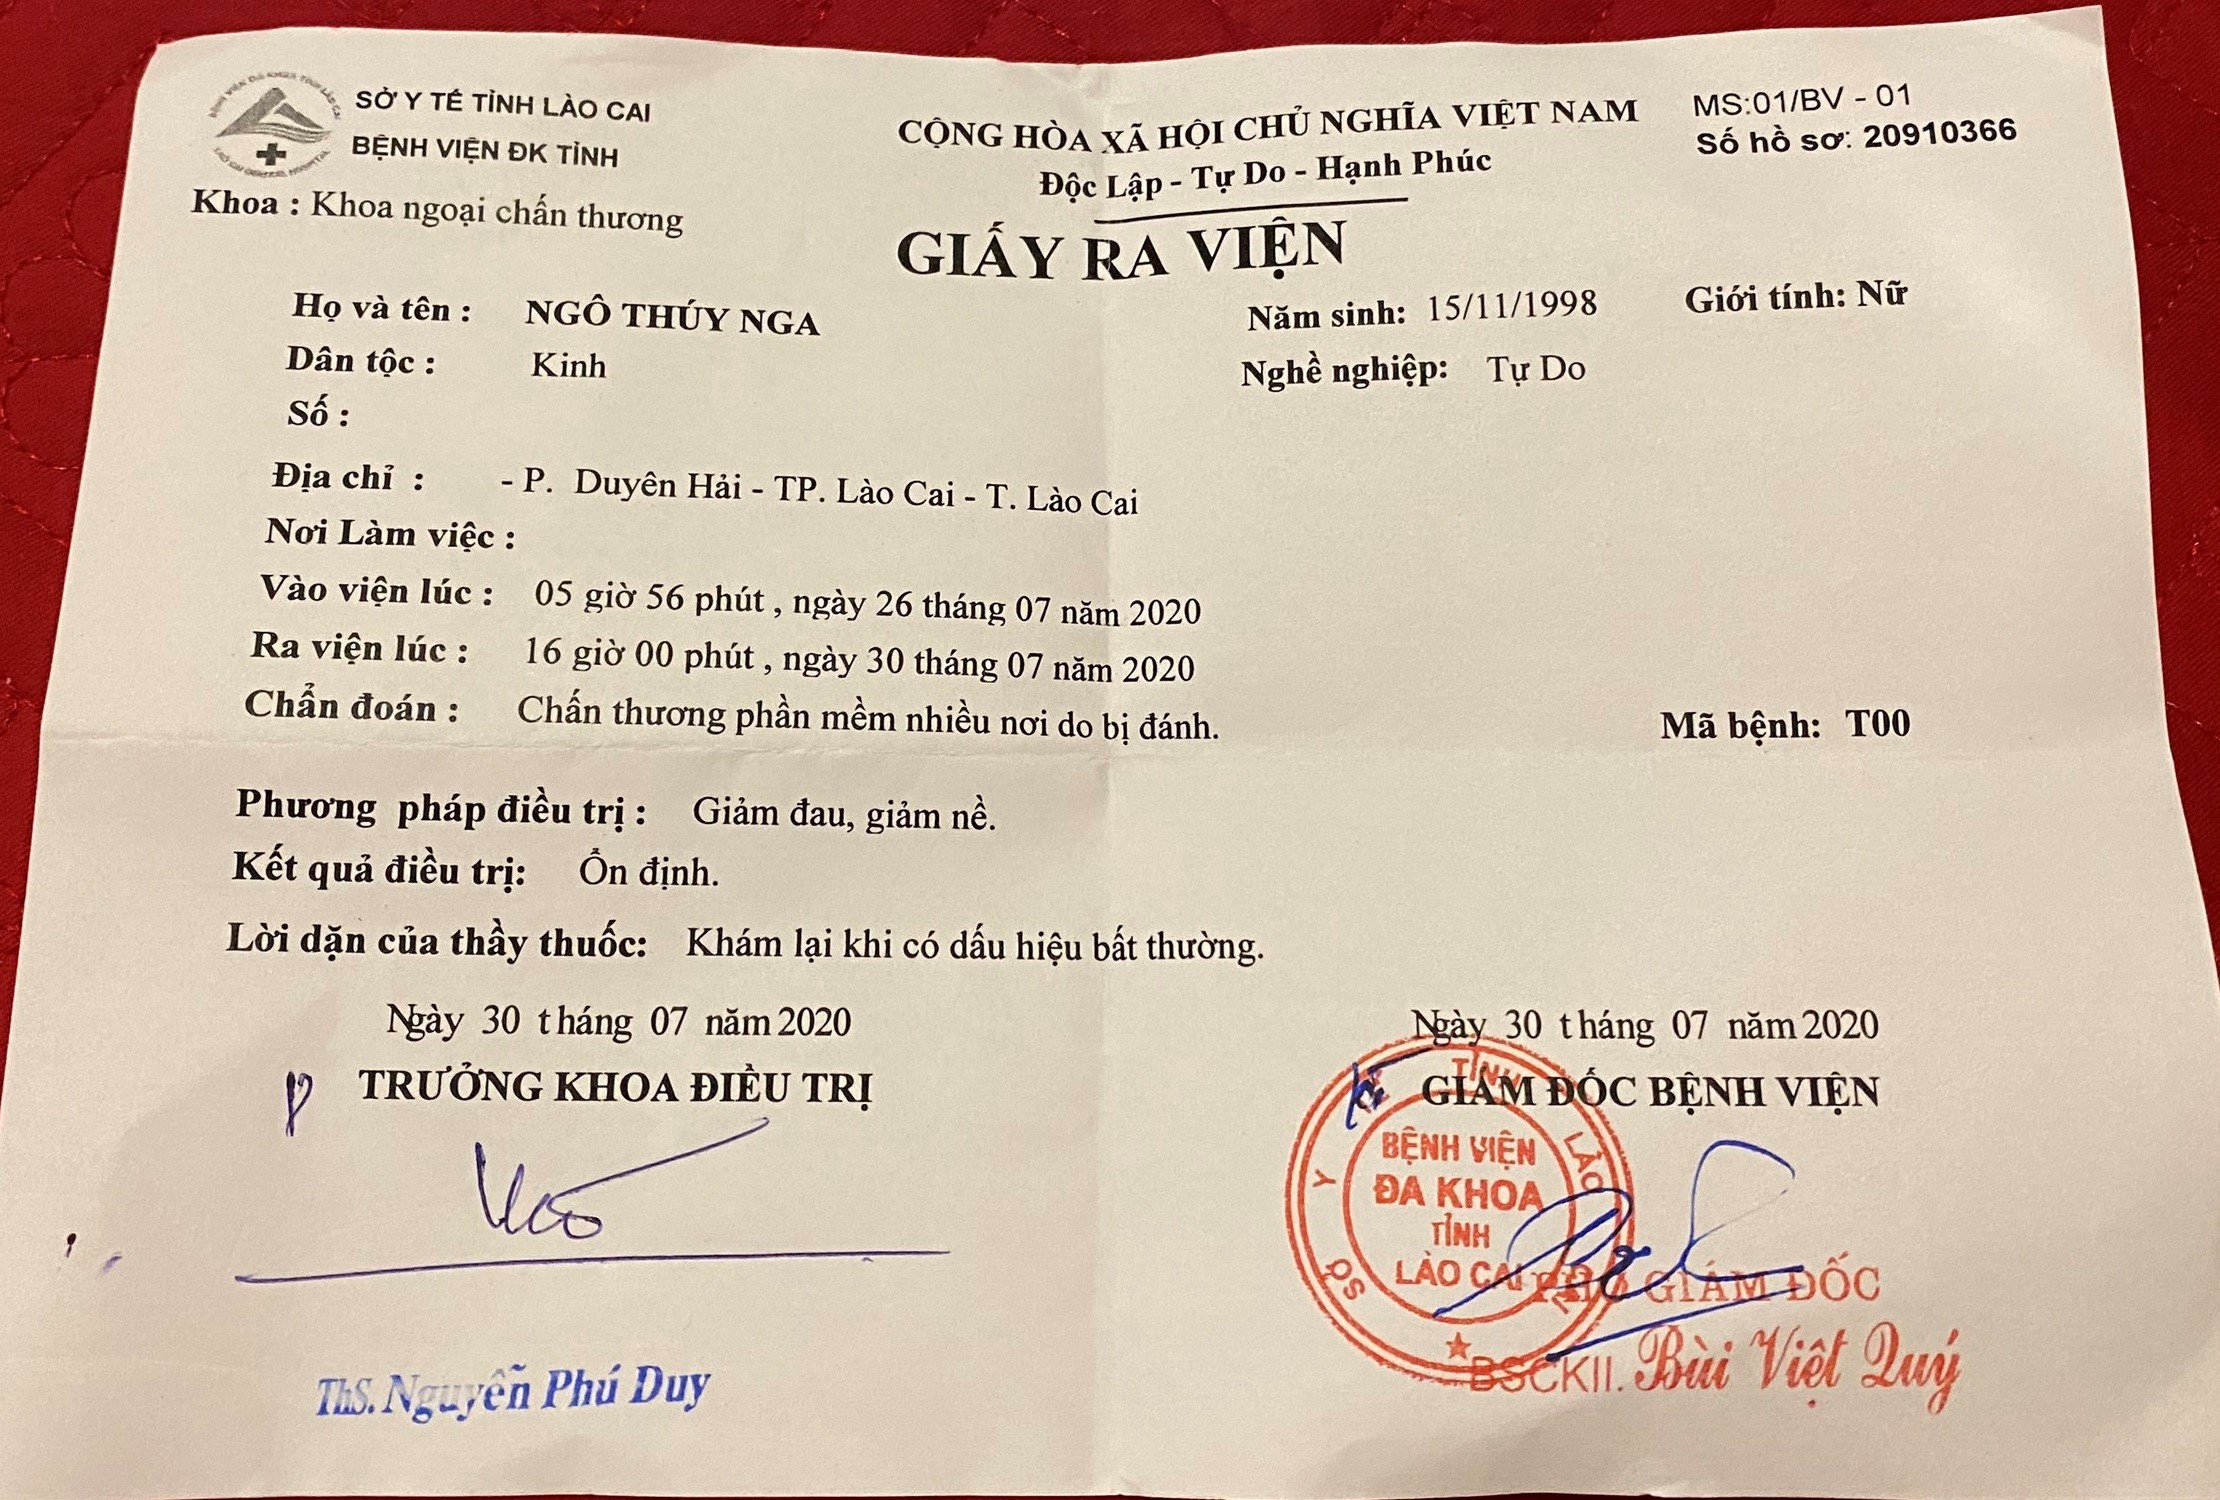 SỞ Y TẾ TỈNH LÀO CAI
BỆNH VIỆN ĐK TỈNH
Khoa : Khoa ngoại chấn thương
CỘNG HÒA XÃ HỘI CHỦ NGHĨA VIỆT NAM
Độc Lập - Tự Do - Hạnh Phúc
MS:01/BV - 01
Số hồ sơ: 20910366
GIẤY RA VIỆN
Họ và tên : NGÔ THÚY NGA Năm sinh: 15/11/1998 Giới tính: Nữ
Dân tộc : Kinh Nghề nghiệp: Tự Do
Số :
Địa chỉ : - P. Duyên Hải - TP. Lào Cai - T. Lào Cai
Nơi Làm việc :
Vào viện lúc : 05 giờ 56 phút , ngày 26 tháng 07 năm 2020
Ra viện lúc : 16 giờ 00 phút , ngày 30 tháng 07 năm 2020
Chẩn đoán : Chấn thương phần mềm nhiều nơi do bị đánh. Mã bệnh: T00
Phương pháp điều trị : Giảm đau, giảm nề.
Kết quả điều trị: Ổn định.
Lời dặn của thầy thuốc: Khám lại khi có dấu hiệu bất thường.
Ngày 30 tháng 07 năm 2020
TRƯỞNG KHOA ĐIỀU TRỊ
ThS. Nguyễn Phú Duy
Ngày 30 tháng 07 năm 2020
GIÁM ĐỐC BỆNH VIỆN
SỞ Y TẾ TỈNH LÀO
BỆNH VIỆN
ĐA KHOA
TỈNH
LÀO CAI
PHÓ GIÁM ĐỐC
BSCKII. Bùi Việt Quý